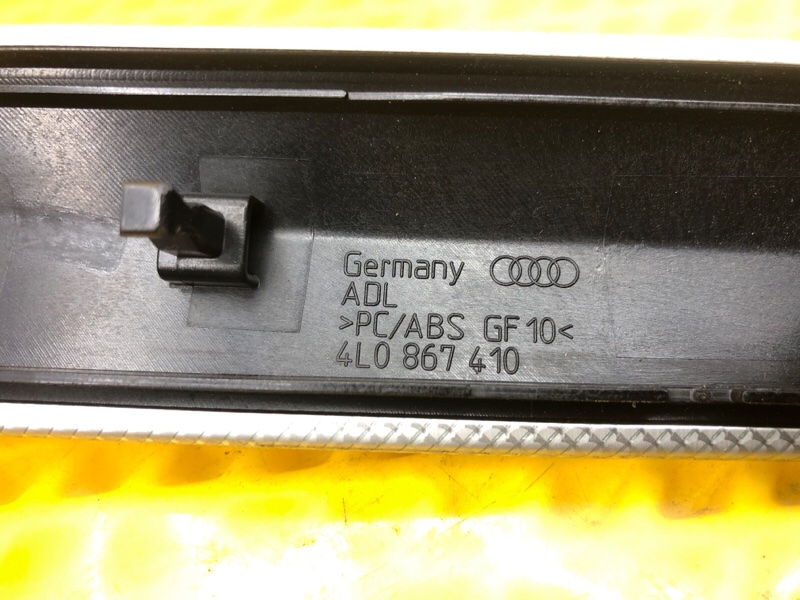 Germany
ADL
>PC/ABS GF10<
4L0 867 410